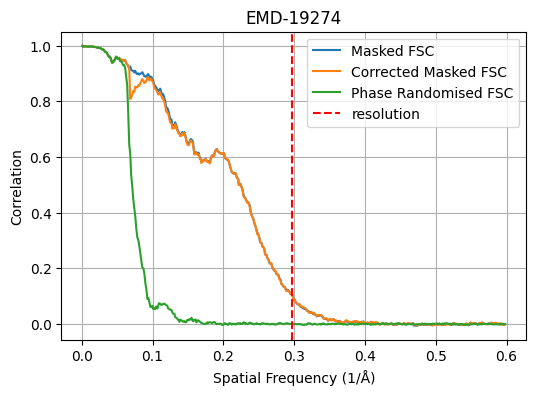 EMD-19274
Masked FSC
Corrected Masked FSC
Phase Randomised FSC
resolution
Correlation
1.0
0.8
0.6
0.4
0.2
0.0
0.0 0.1 0.2 0.3 0.4 0.5 0.6
Spatial Frequency (1/Å)